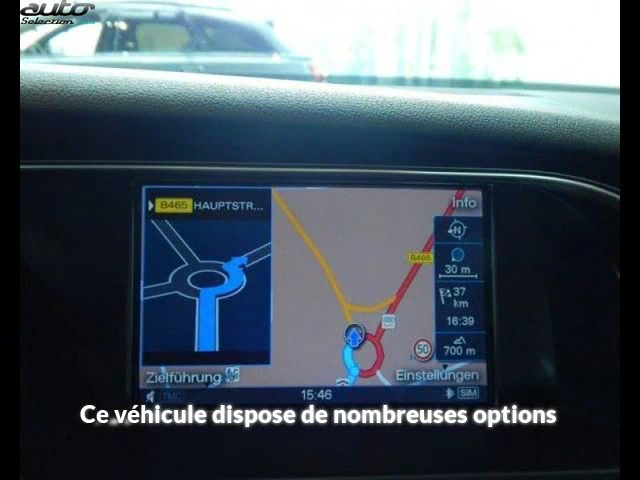 auto
Selection
B465 HAUPTSTR...
Info
N
B465
30 m
37
km
16:39
50
700 m
Zielführung
Einstellungen
TMC
15:46
SIM
Ce véhicule dispose de nombreuses options